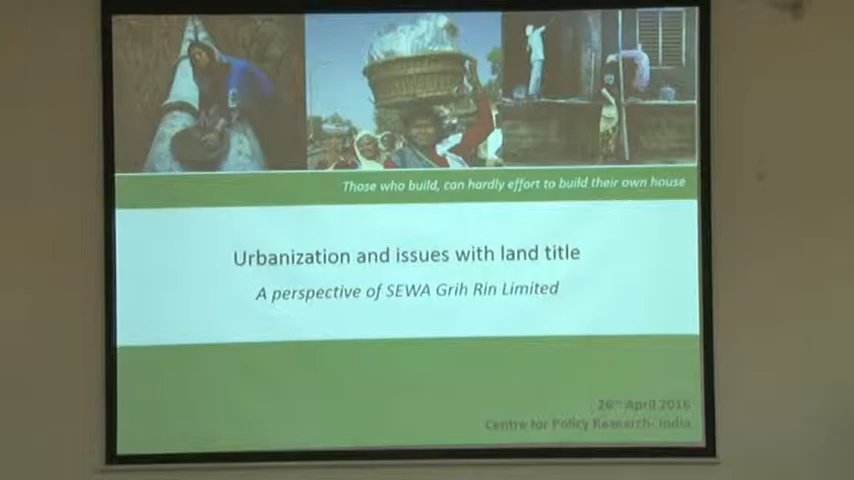 Those who build, can hardly effort to build their own house
Urbanization and issues with land title
A perspective of SEWA Grih Rin Limited
26th April 2016
Centre for Policy Research- India